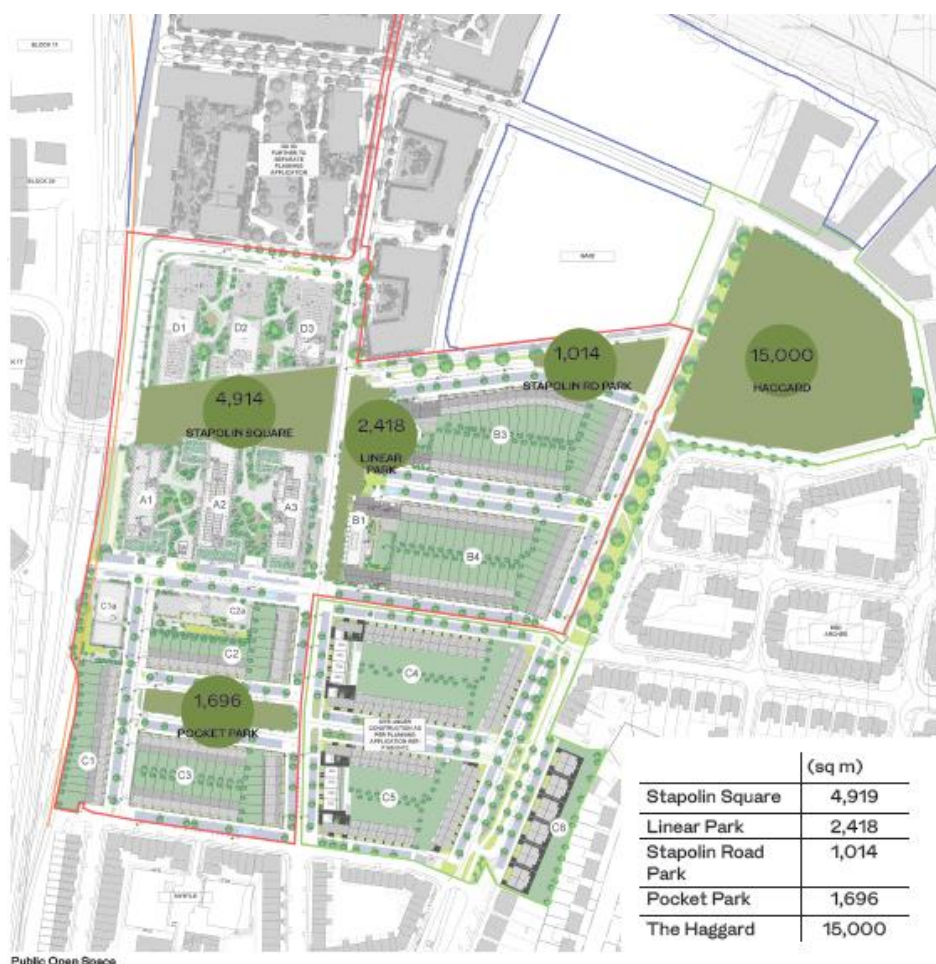 BLOCK 13
BLOCK 20
D1
D2
D3
4,914
STAPOLIN SQUARE
2,418
LINEAR
PARK
1,014
STAPOLIN RD PARK
15,000
HAGGARD
A1
A2
A3
B1
B3
B4
C1a
C2a
C2
1,696
POCKET PARK
C1
C3
C4
C5
C6
(sq m)
Stapolin Square 4,919
Linear Park 2,418
Stapolin Road
Park 1,014
Pocket Park 1,696
The Haggard 15,000
Public Open Space